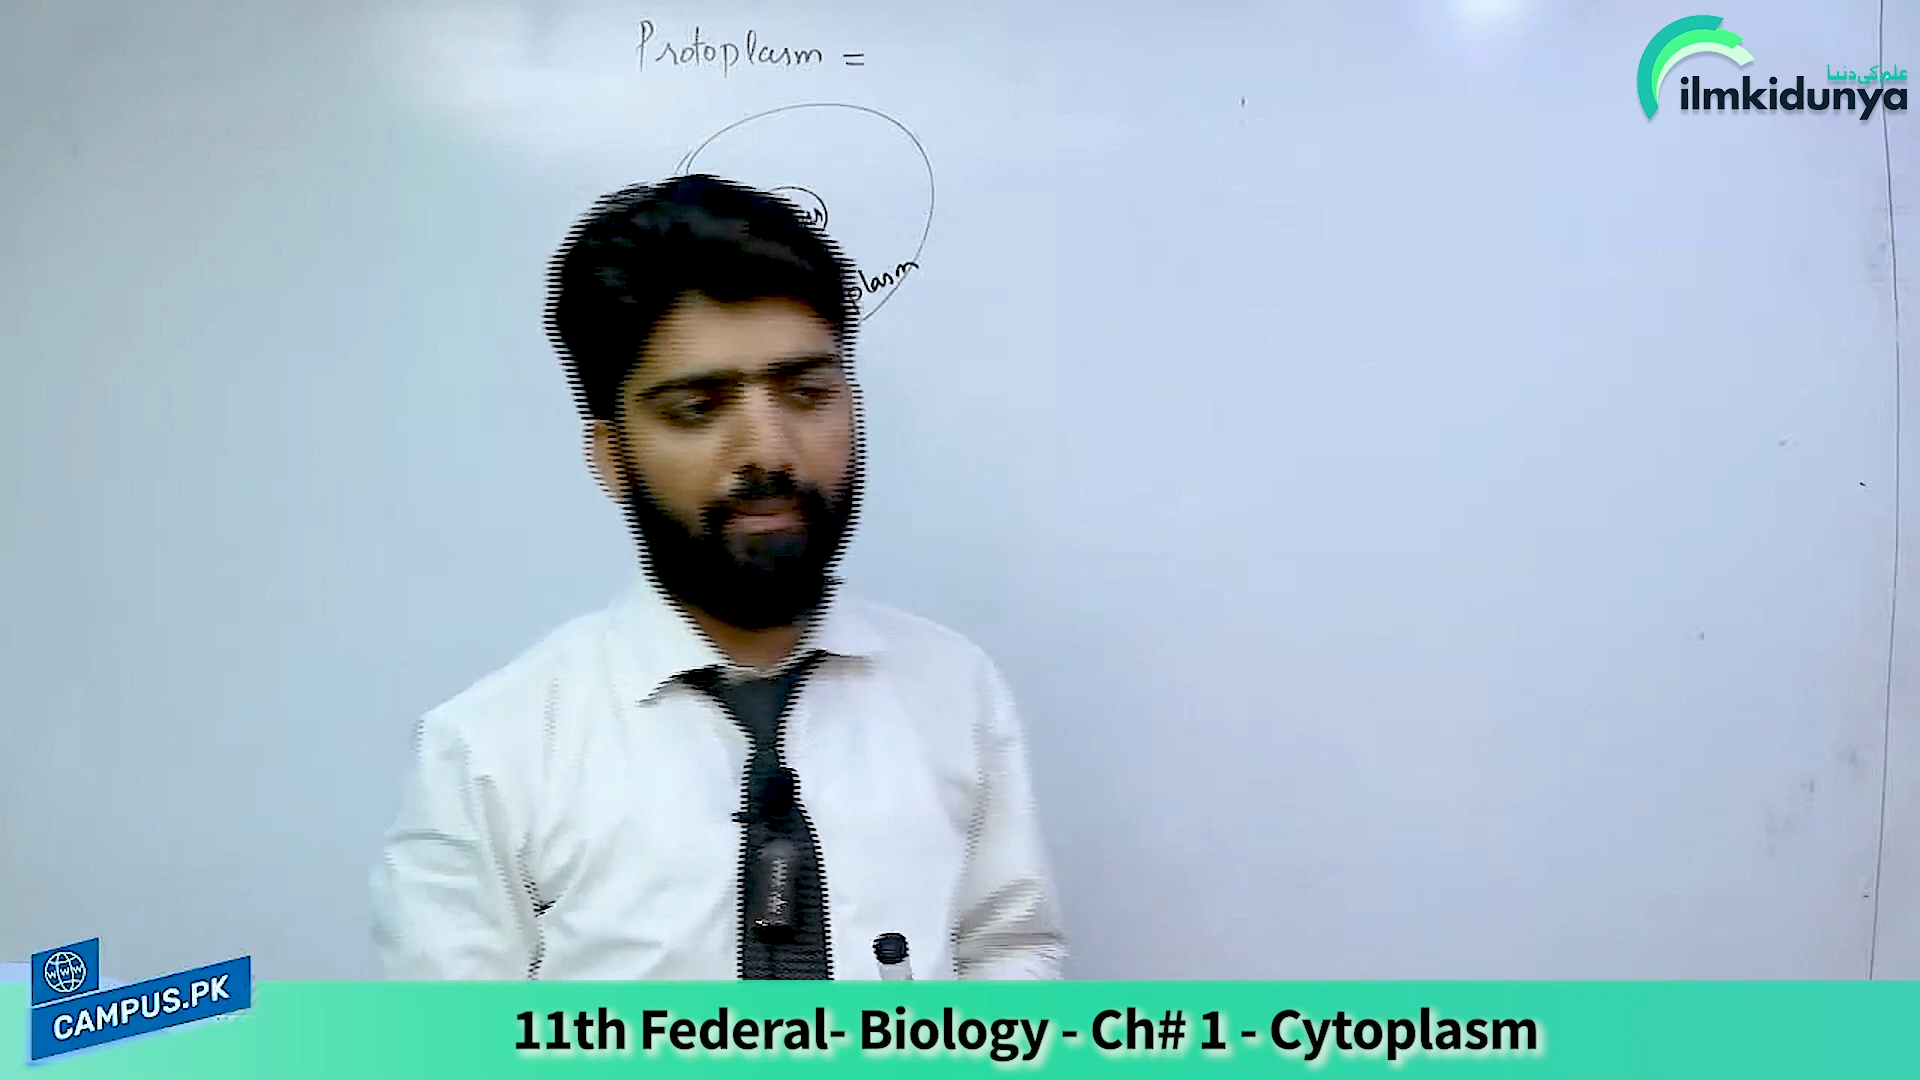 Protoplasm =
علم کی دنیا
ilmkidunya
plasm
www
CAMPUS.PK
11th Federal- Biology - Ch# 1 - Cytoplasm